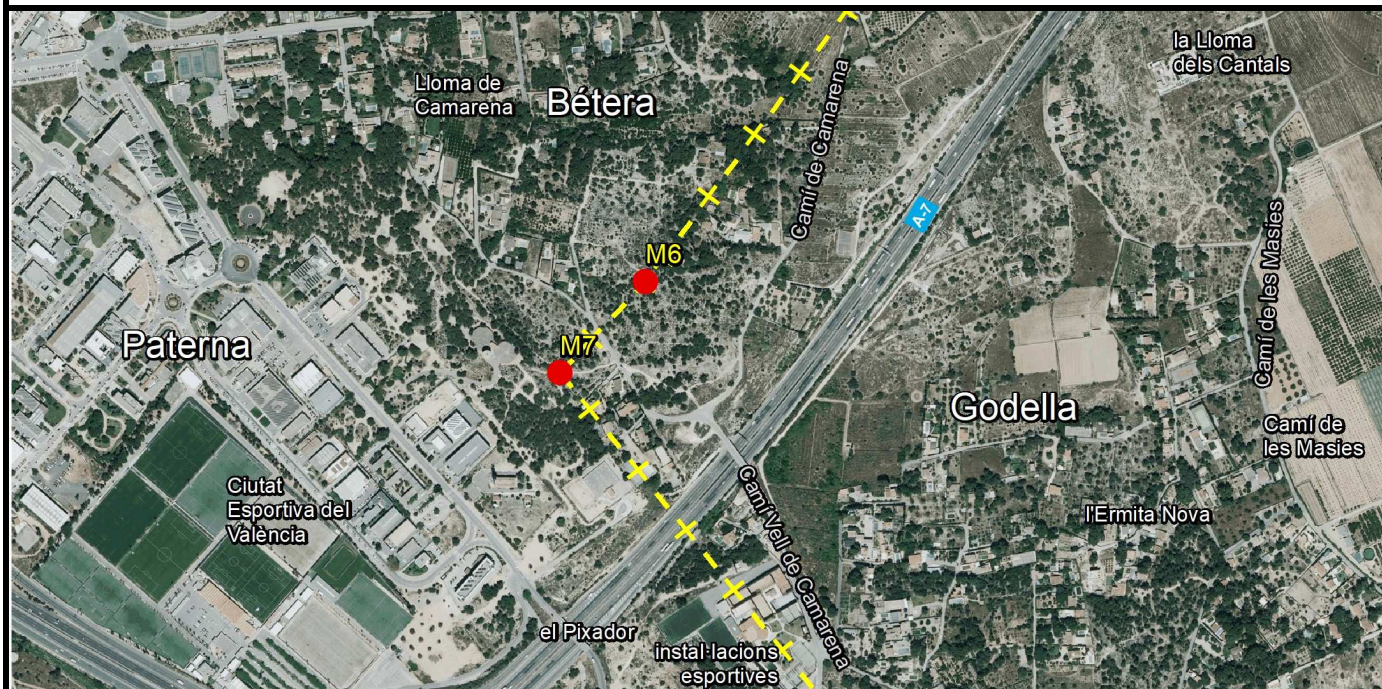 la Lloma
dels Cantals
Lloma de
Camarena
Bétera
Camí de Camarena
A-7
Camí de les Masies
M6
M7
Paterna
Godella
Camí de
les Masies
Ciutat
Esportiva del
València
l'Ermita Nova
Camí Vell de Camarena
el Pixador
instal·lacions
esportives